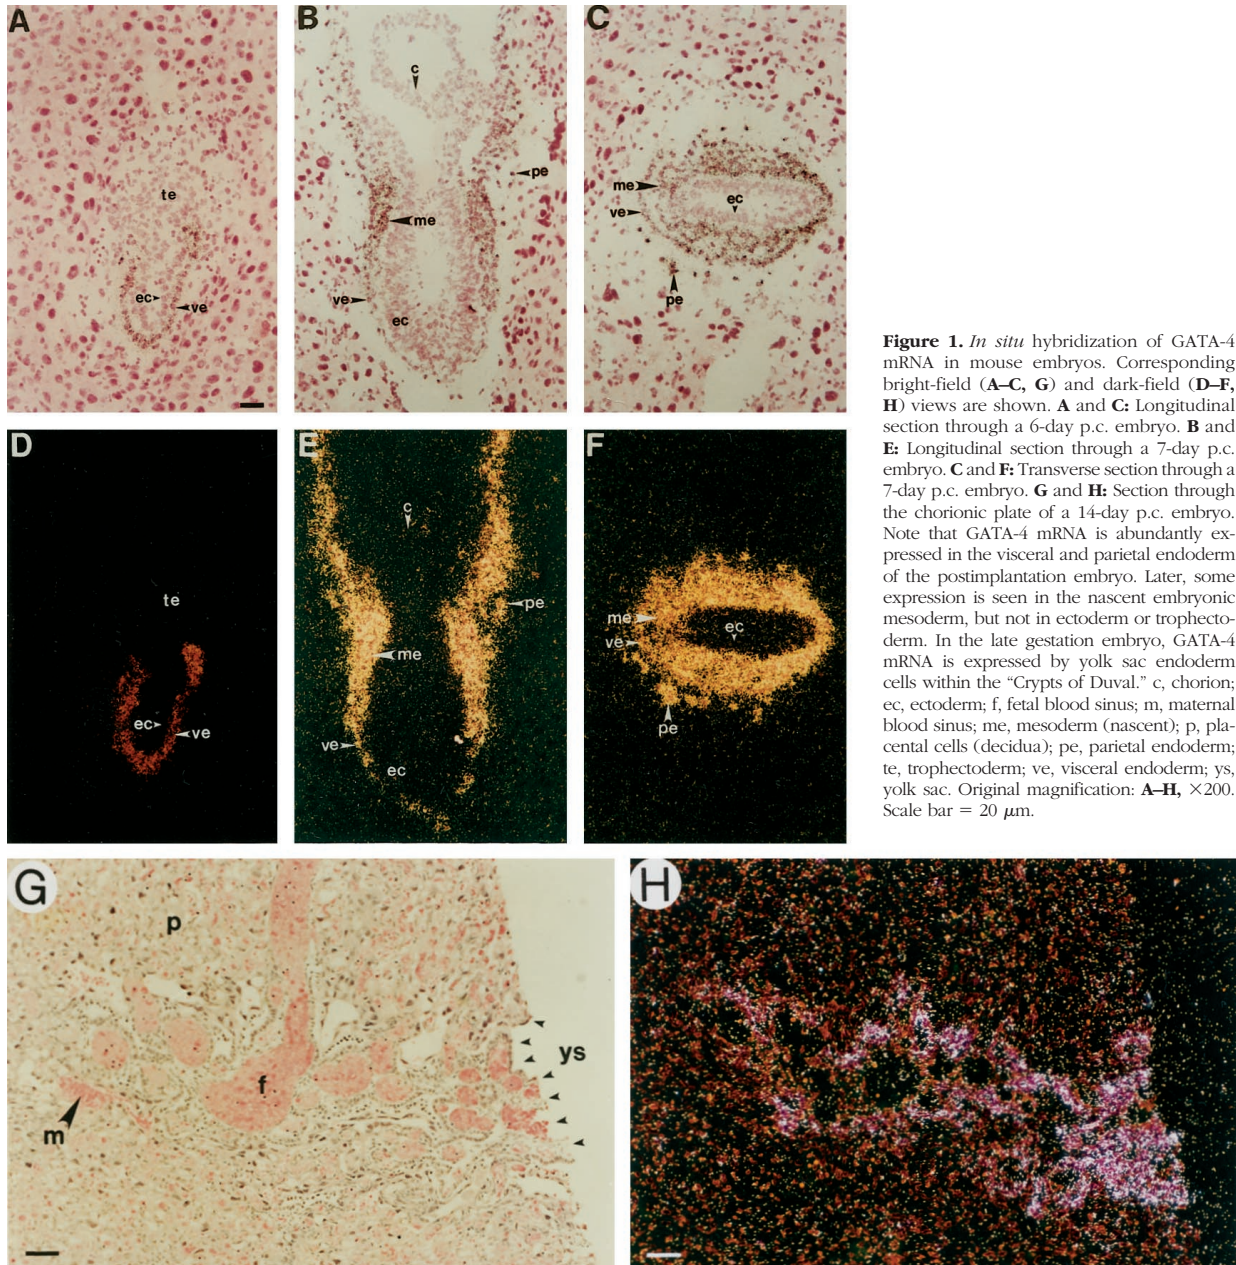 A
te
ec
ve
B
c
pe
me
ve
ec
C
me
ec
ve
pe
D
te
ec
ve
E
c
pe
me
ve
ec
F
me
ec
ve
pe
Figure 1. In situ hybridization of GATA-4
mRNA in mouse embryos. Corresponding
bright-field (A–C, G) and dark-field (D–F,
H) views are shown. A and C: Longitudinal
section through a 6-day p.c. embryo. B and
E: Longitudinal section through a 7-day p.c.
embryo. C and F: Transverse section through a
7-day p.c. embryo. G and H: Section through
the chorionic plate of a 14-day p.c. embryo.
Note that GATA-4 mRNA is abundantly ex-
pressed in the visceral and parietal endoderm
of the postimplantation embryo. Later, some
expression is seen in the nascent embryonic
mesoderm, but not in ectoderm or trophecto-
derm. In the late gestation embryo, GATA-4
mRNA is expressed by yolk sac endoderm
cells within the “Crypts of Duval.” c, chorion;
ec, ectoderm; f, fetal blood sinus; m, maternal
blood sinus; me, mesoderm (nascent); p, pla-
cental cells (decidua); pe, parietal endoderm;
te, trophectoderm; ve, visceral endoderm; ys,
yolk sac. Original magnification: A–H, ×200.
Scale bar = 20 μm.
G
p
f
ys
m
H